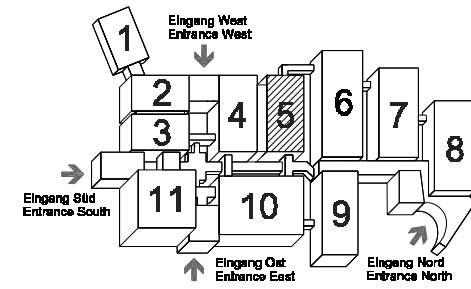 Eingang West
Entrance West
1
2
3
4
5
6
7
8
Eingang Süd
Entrance South
11
10
9
Eingang Ost
Entrance East
Eingang Nord
Entrance North